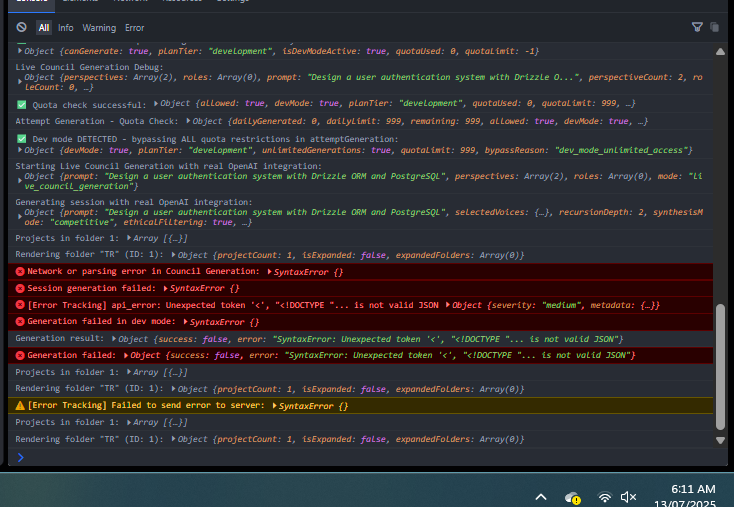 All Info Warning Error
Object {canGenerate: true, planTier: "development", isDevModeActive: true, quotaUsed: 0, quotaLimit: -1}
Live Council Generation Debug:
Object {perspectives: Array(2), roles: Array(0), prompt: "Design a user authentication system with Drizzle O...", perspectiveCount: 2, ro
leCount: 0, …}
✅ Quota check successful: Object {allowed: true, devMode: true, planTier: "development", quotaUsed: 0, quotaLimit: 999, …}
Attempt Generation - Quota Check: Object {dailyGenerated: 0, dailyLimit: 999, remaining: 999, allowed: true, devMode: true, …}
✅ Dev mode DETECTED - bypassing ALL quota restrictions in attemptGeneration:
Object {devMode: true, planTier: "development", unlimitedGenerations: true, quotaLimit: 999, bypassReason: "dev_mode_unlimited_access"}
Starting Live Council Generation with real OpenAI integration:
Object {prompt: "Design a user authentication system with Drizzle ORM and PostgreSQL", perspectives: Array(2), roles: Array(0), mode: "li
ve_council_generation"}
Generating session with real OpenAI integration:
Object {prompt: "Design a user authentication system with Drizzle ORM and PostgreSQL", selectedVoices: {…}, recursionDepth: 2, synthesisM
ode: "competitive", ethicalFiltering: true, …}
Projects in folder 1: Array [{…}]
Rendering folder "TR" (ID: 1): Object {projectCount: 1, isExpanded: false, expandedFolders: Array(0)}
Network or parsing error in Council Generation: SyntaxError {}
Session generation failed: SyntaxError {}
[Error Tracking] api_error: Unexpected token '<', "<!DOCTYPE "... is not valid JSON Object {severity: "medium", metadata: {…}}
Generation failed in dev mode: SyntaxError {}
Generation result: Object {success: false, error: "SyntaxError: Unexpected token '<', "<!DOCTYPE "... is not valid JSON"}
Generation failed: Object {success: false, error: "SyntaxError: Unexpected token '<', "<!DOCTYPE "... is not valid JSON"}
Projects in folder 1: Array [{…}]
Rendering folder "TR" (ID: 1): Object {projectCount: 1, isExpanded: false, expandedFolders: Array(0)}
[Error Tracking] Failed to send error to server: SyntaxError {}
Projects in folder 1: Array [{…}]
Rendering folder "TR" (ID: 1): Object {projectCount: 1, isExpanded: false, expandedFolders: Array(0)}
6:11 AM
13/07/2025